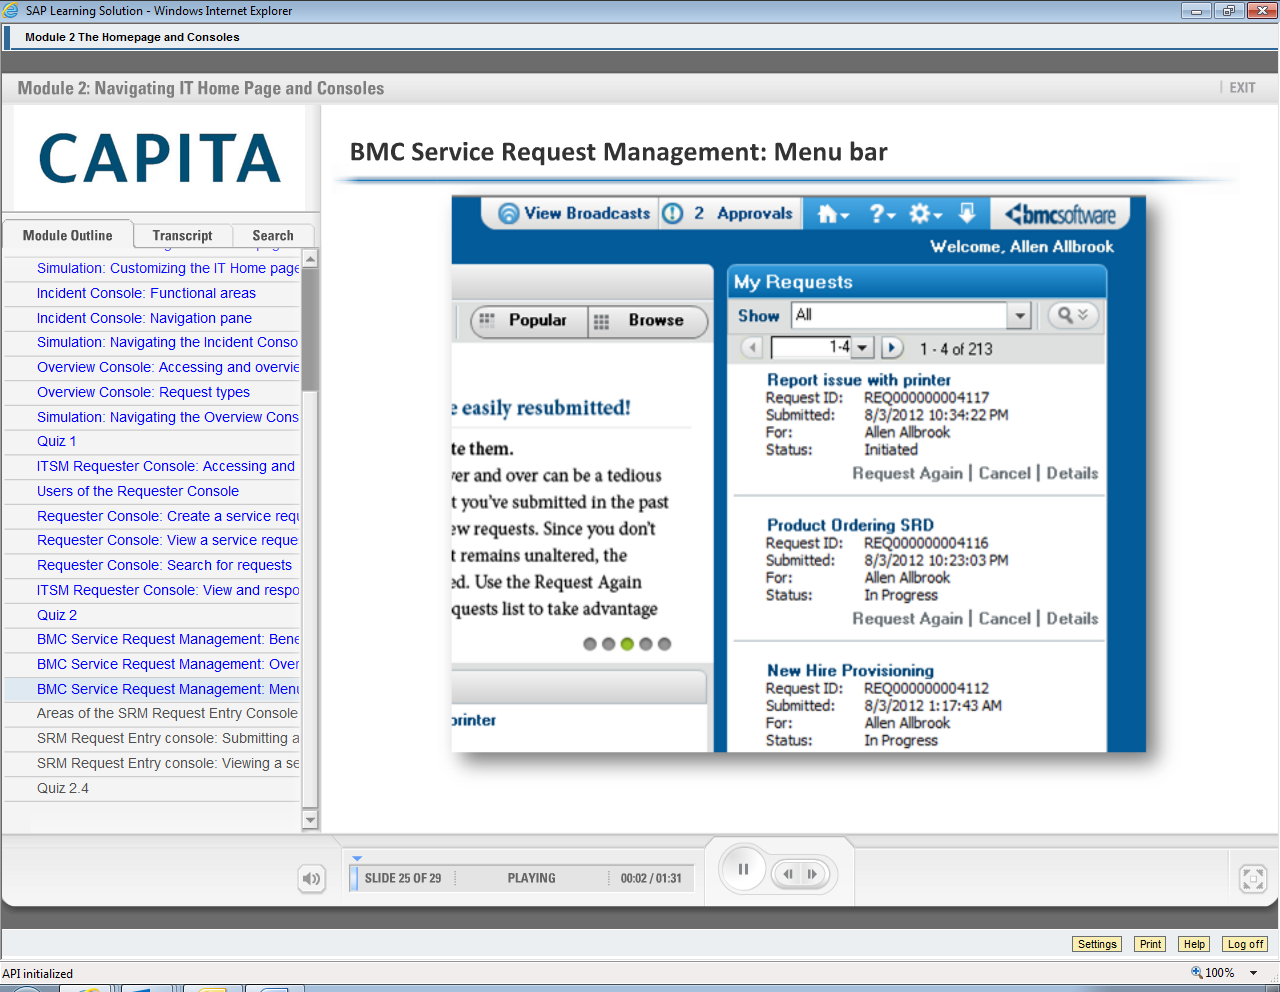 SAP Learning Solution - Windows Internet Explorer
Module 2 The Homepage and Consoles
Module 2: Navigating IT Home Page and Consoles
EXIT
CAPITA
Module Outline
Transcript
Search
Simulation: Customizing the IT Home page
Incident Console: Functional areas
Incident Console: Navigation pane
Simulation: Navigating the Incident Conso
Overview Console: Accessing and overvie
Overview Console: Request types
Simulation: Navigating the Overview Cons
Quiz 1
ITSM Requester Console: Accessing and
Users of the Requester Console
Requester Console: Create a service requ
Requester Console: View a service reque
Requester Console: Search for requests
ITSM Requester Console: View and respo
Quiz 2
BMC Service Request Management: Bene
BMC Service Request Management: Over
BMC Service Request Management: Menu
Areas of the SRM Request Entry Console
SRM Request Entry console: Submitting a
SRM Request Entry console: Viewing a se
Quiz 2.4
BMC Service Request Management: Menu bar
View Broadcasts
2 Approvals
?
bmcsoftware
Welcome, Allen Allbrook
Popular
Browse
e easily resubmitted!
te them.
ver and over can be a tedious
t you've submitted in the past
ew requests. Since you don't
t remains unaltered, the
ed. Use the Request Again
quests list to take advantage
printer
My Requests
Show All
1-4
1 - 4 of 213
Report issue with printer
Request ID: REQ000000004117
Submitted: 8/3/2012 10:34:22 PM
For: Allen Allbrook
Status: Initiated
Request Again | Cancel | Details
Product Ordering SRD
Request ID: REQ000000004116
Submitted: 8/3/2012 10:23:03 PM
For: Allen Allbrook
Status: In Progress
Request Again | Cancel | Details
New Hire Provisioning
Request ID: REQ000000004112
Submitted: 8/3/2012 1:17:43 AM
For: Allen Allbrook
Status: In Progress
SLIDE 25 OF 29
PLAYING
00:02 / 01:31
Settings
Print
Help
Log off
API initialized
100%